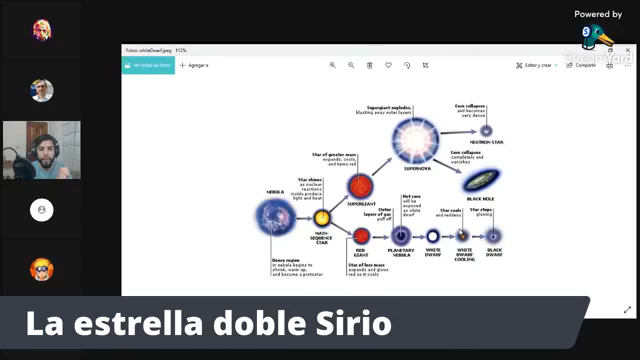 Powered by
StreamYard
Fotos: whiteDwarf.jpeg 112%
Ver todas las fotos
Agregar a
Editar y crear
Compartir
Supergiant explodes,
blasting away outer layers
Core collapses
and becomes
very dense
NEUTRON STAR
SUPERNOVA
Core collapses
completely and
vanishes
BLACK HOLE
Star of greater mass
expands, cools, and
turns red
SUPERGIANT
Star shines
as nuclear
reactions
inside produce
light and heat
NEBULA
MAIN-
SEQUENCE
STAR
Outer
layers of gas
puff off
Hot core
will be
exposed as
white
dwarf
Star cools
and reddens
Star stops
glowing
RED
GIANT
PLANETARY
NEBULA
WHITE
DWARF
WHITE
DWARF
COOLING
BLACK
DWARF
Dense region
in nebula begins to
shrink, warm up,
and become a protostar
Star of less mass
expands and glows
red as it cools
La estrella doble Sirio